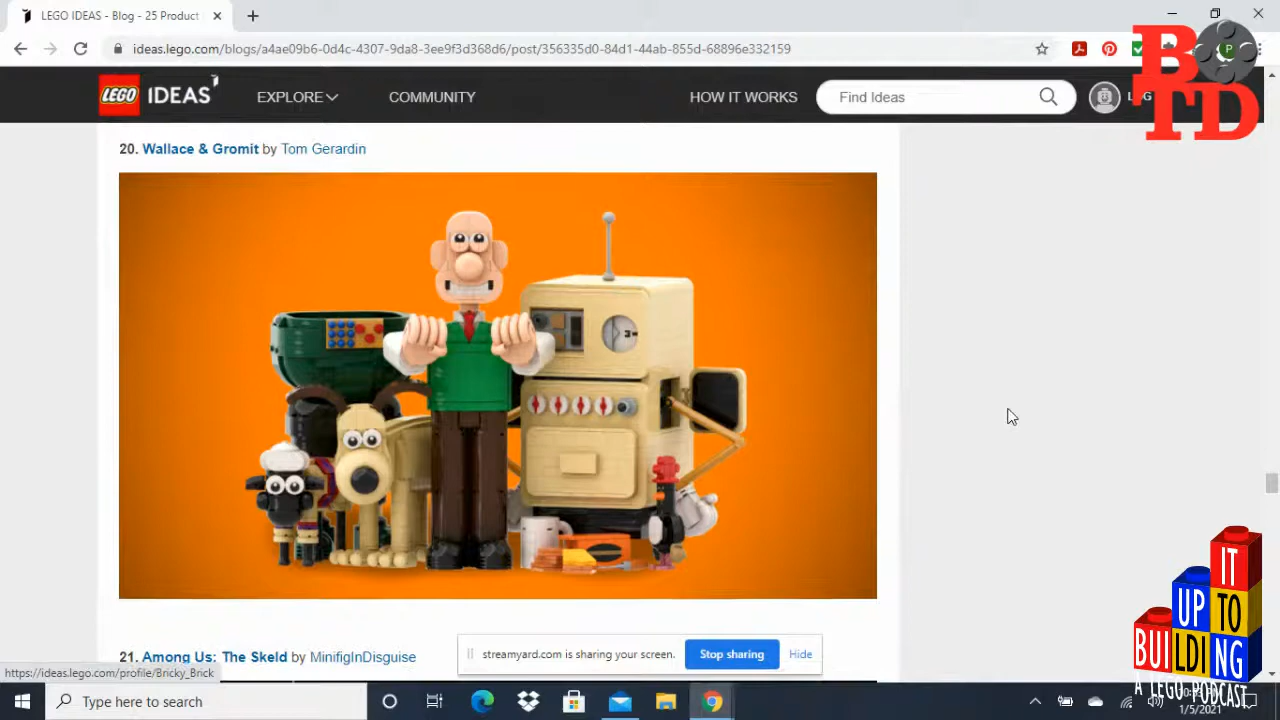 LEGO IDEAS - Blog - 25 Product
ideas.lego.com/blogs/a4ae09b6-0d4c-4307-9da8-3ee9f3d368d6/post/356335d0-84d1-44ab-855d-68896e332159
LEGO IDEAS EXPLORE COMMUNITY HOW IT WORKS Find Ideas
B
TD
20. Wallace & Gromit by Tom Gerardin
21. Among Us: The Skeld by MinifigInDisguise
streamyard.com is sharing your screen. Stop sharing Hide
https://ideas.lego.com/profile/Bricky_Brick
BUILDING
IT
UP TO
A LEGO PODCAST
Type here to search
1/5/2021